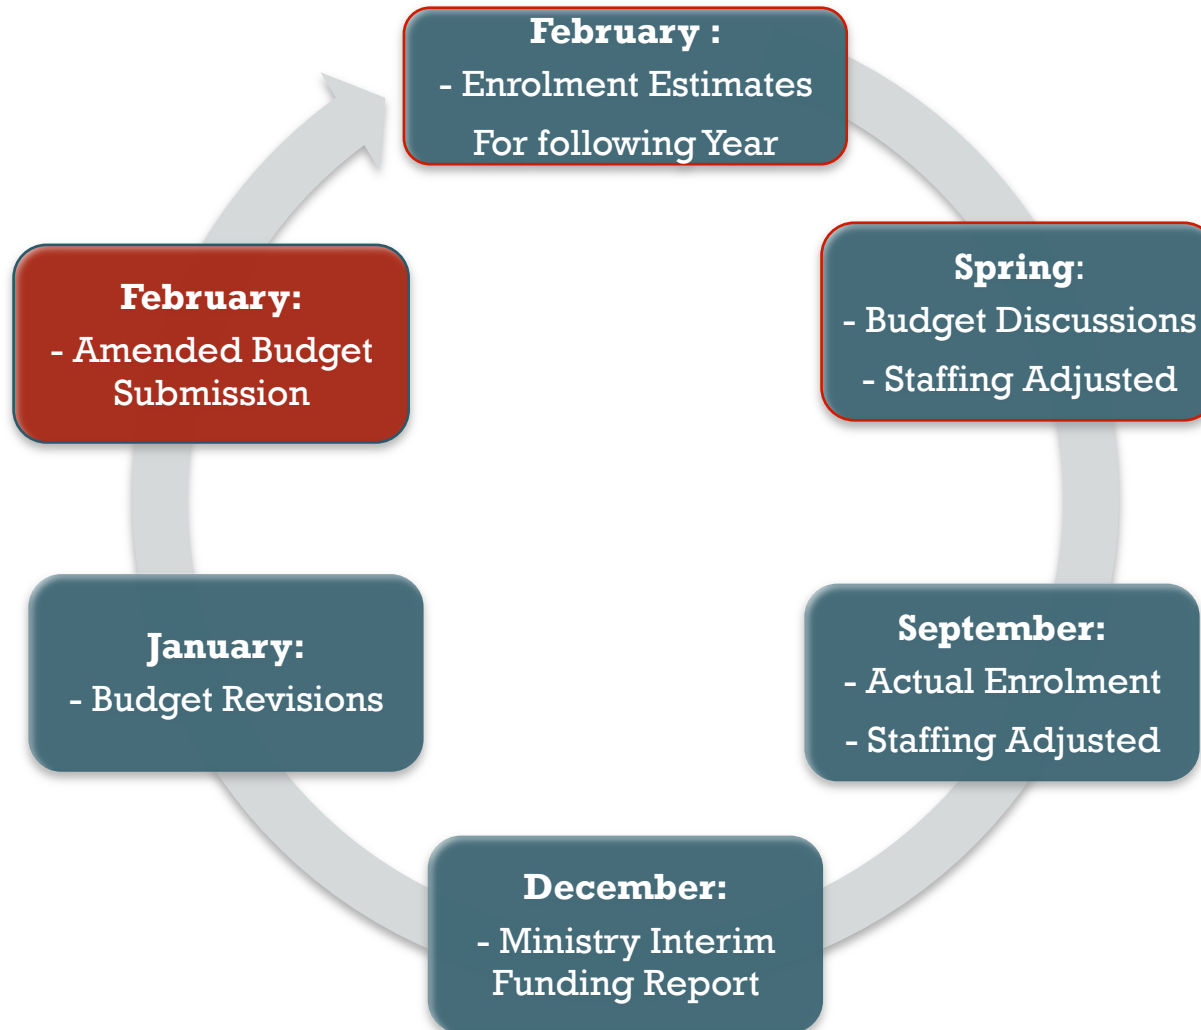 February :
- Enrolment Estimates
For following Year
Spring:
- Budget Discussions
- Staffing Adjusted
September:
- Actual Enrolment
- Staffing Adjusted
December:
- Ministry Interim
Funding Report
January:
- Budget Revisions
February:
- Amended Budget
Submission